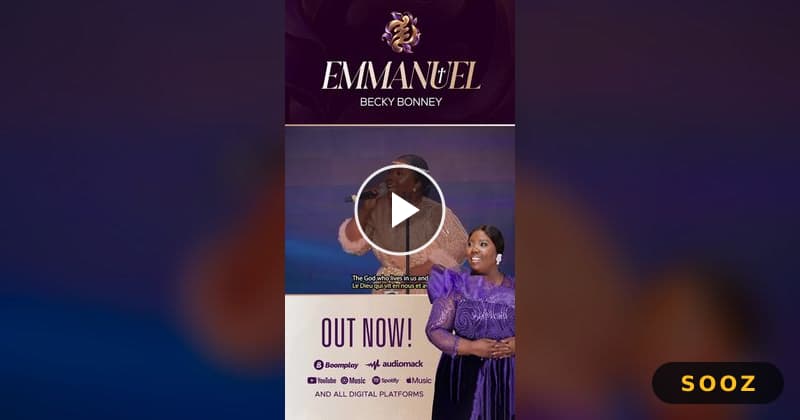 EMMANUEL
BECKY BONNEY
The God who lives in us and
Le Dieu qui vit en nous et
OUT NOW!
Boomplay audiomack
YouTube Music Spotify Music
AND ALL DIGITAL PLATFORMS
SOOZ